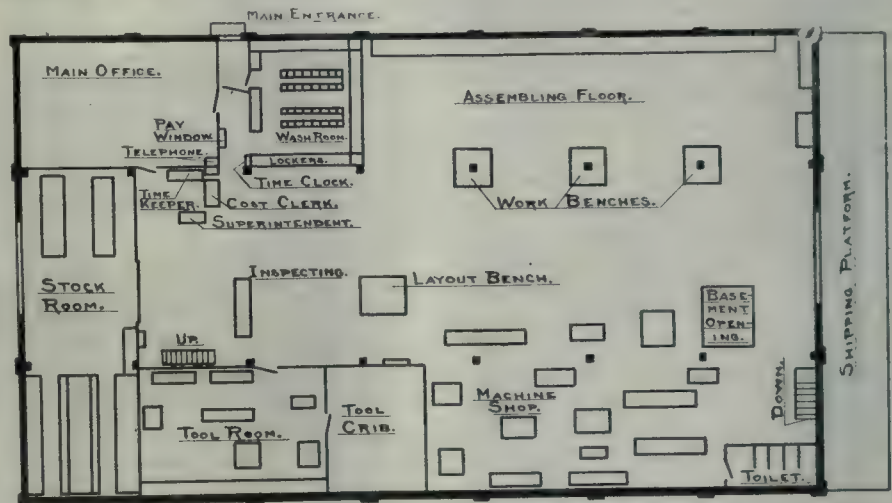 MAIN ENTRANCE.
MAIN OFFICE.
ASSEMBLING FLOOR.
PAY
WINDOW.
WASH ROOM.
TELEPHONE.
LOCKERS.
TIME CLOCK.
TIME
KEEPER.
COST CLERK.
WORK BENCHES.
SUPERINTENDENT.
SHIPPING PLATFORM.
STOCK
ROOM.
INSPECTING.
LAYOUT BENCH.
BASE-
MENT
OPEN-
ING.
UP.
DOWN.
MACHINE
SHOP.
TOOL ROOM.
TOOL
CRIB.
TOILET.